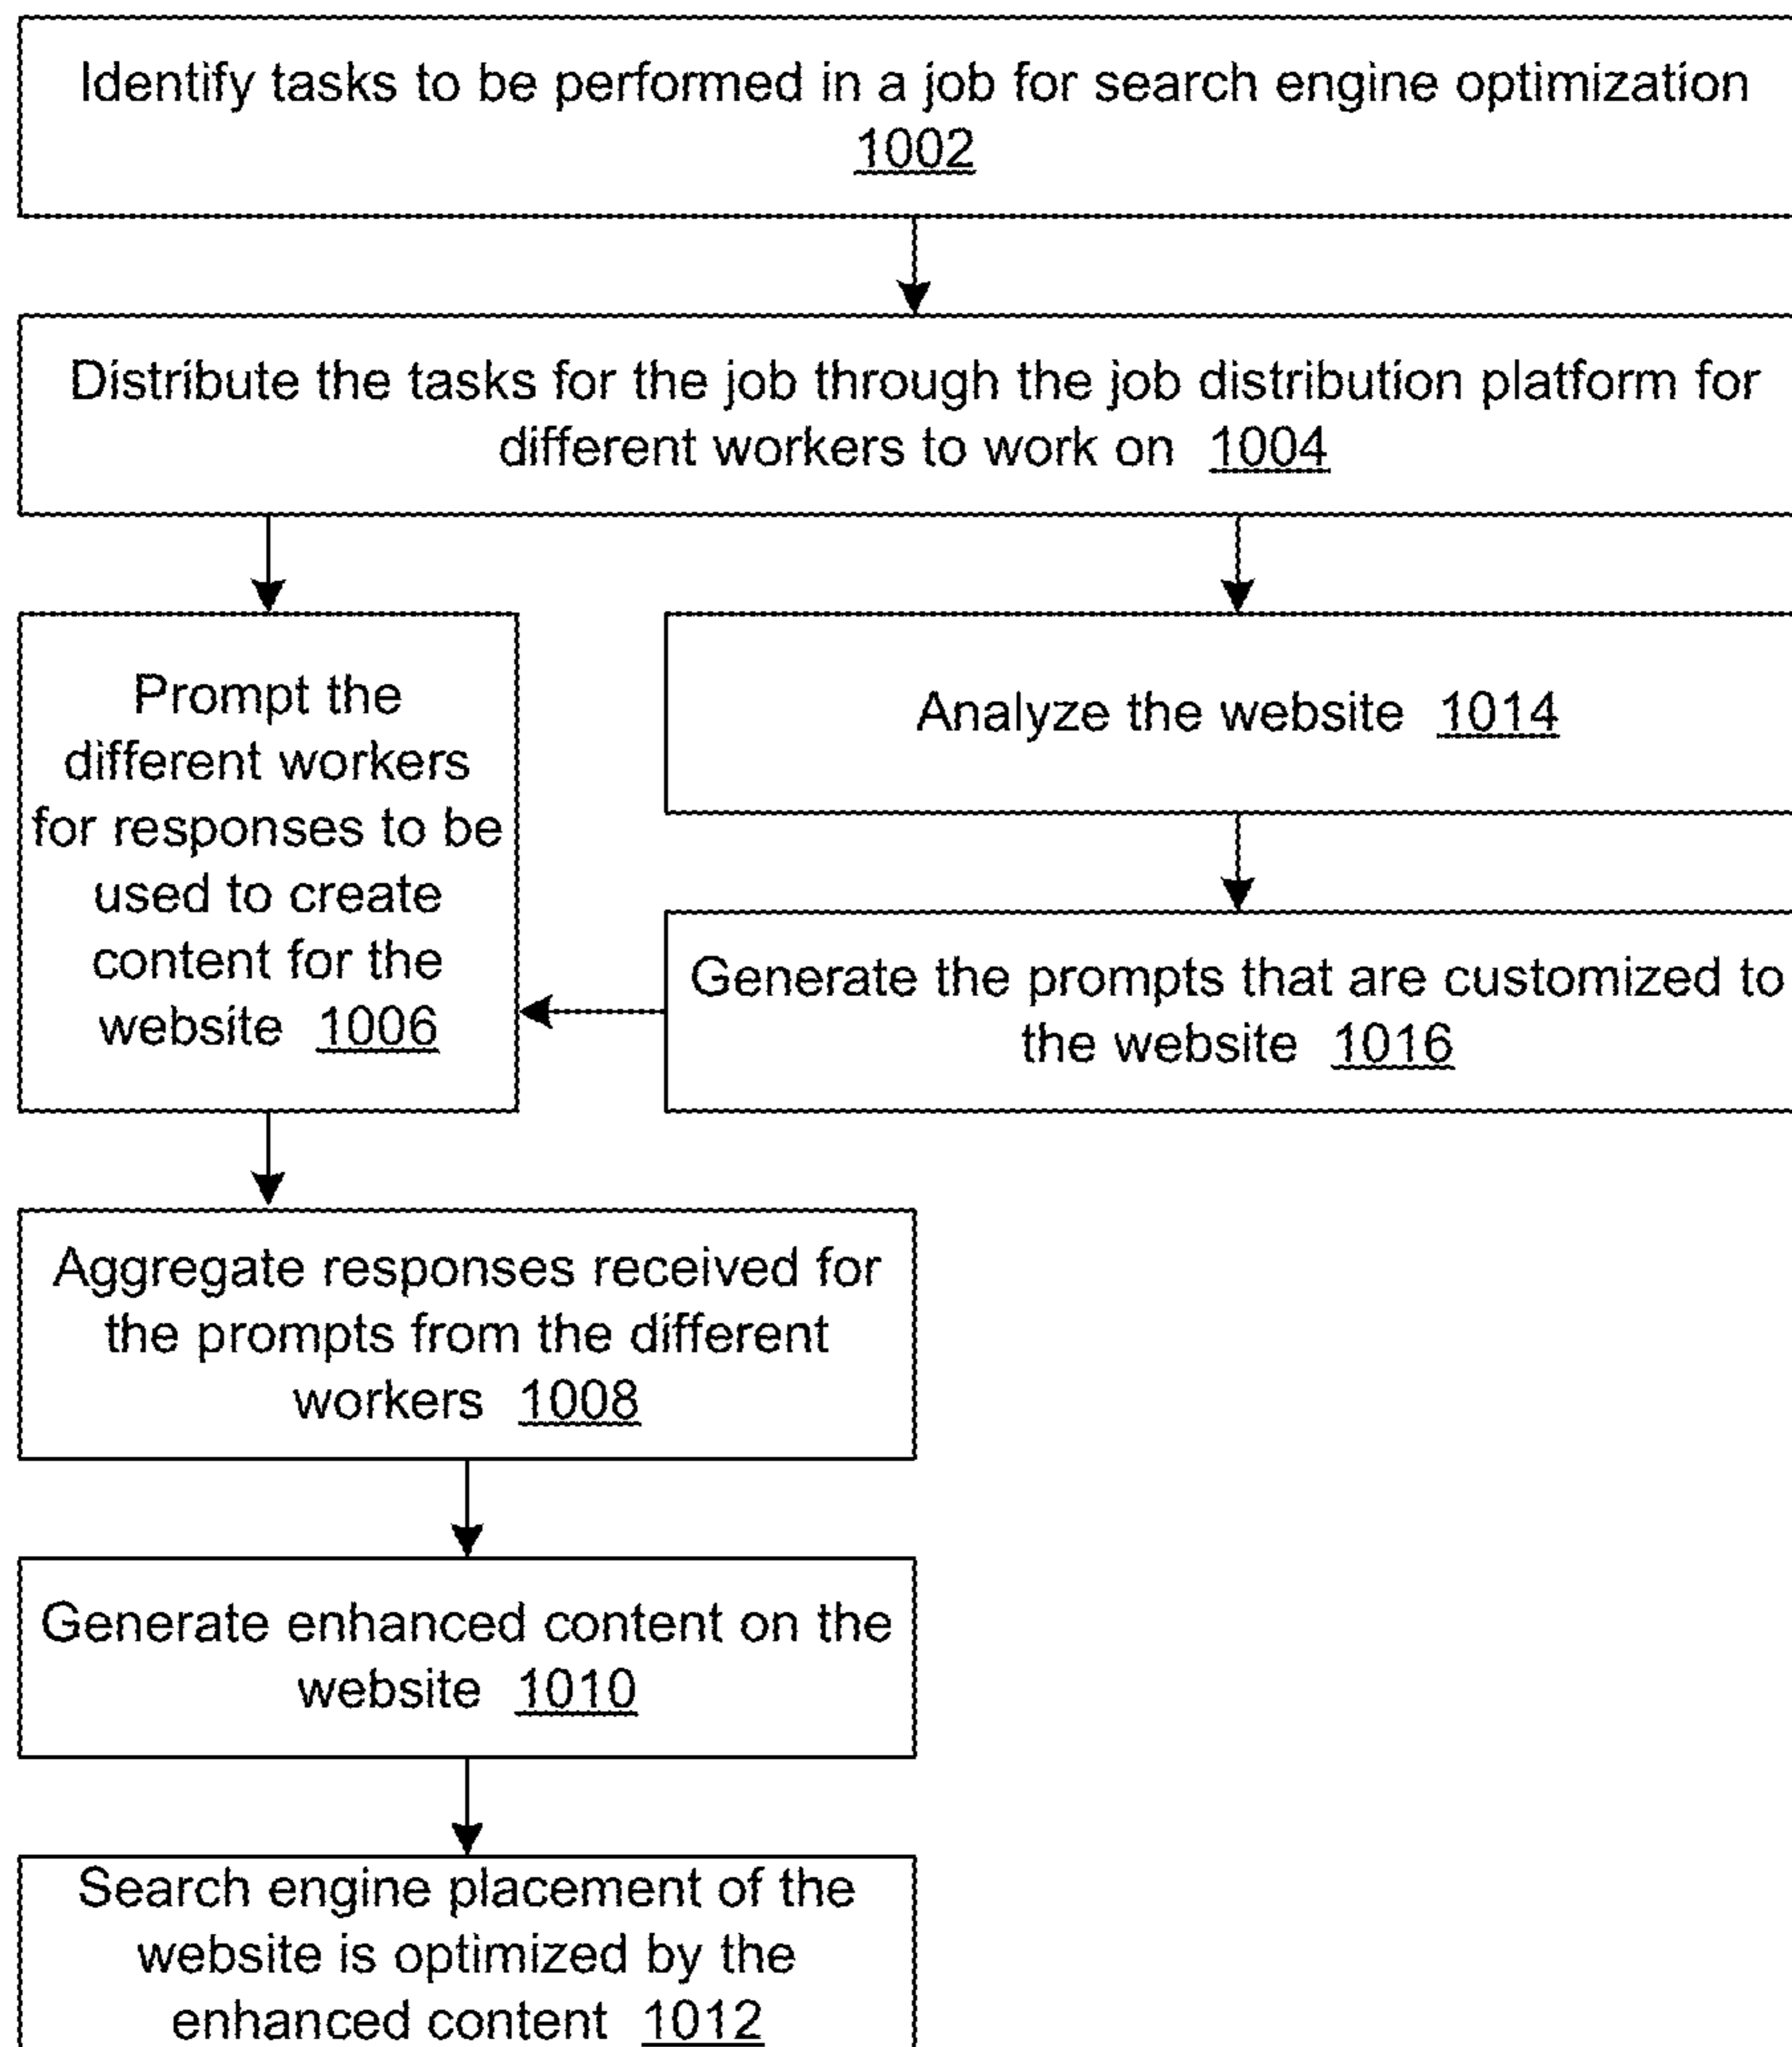 Identify tasks to be performed in a job for search engine optimization
1002
Distribute the tasks for the job through the job distribution platform for
different workers to work on 1004
Prompt the
different workers
for responses to be
used to create
content for the
website 1006
Analyze the website 1014
Generate the prompts that are customized to
the website 1016
Aggregate responses received for
the prompts from the different
workers 1008
Generate enhanced content on the
website 1010
Search engine placement of the
website is optimized by the
enhanced content 1012